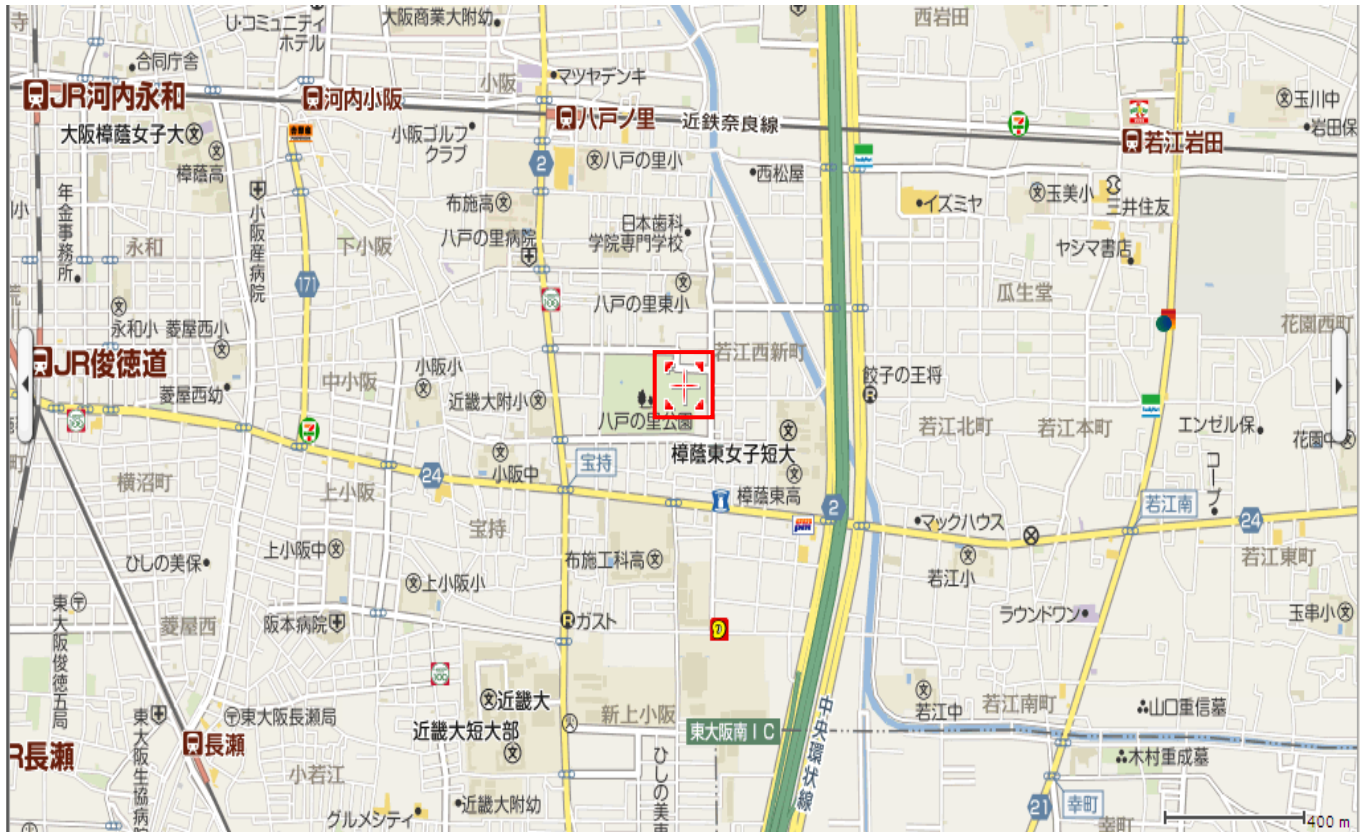 寺
U・コミュニティ
ホテル
大阪商業大附幼
西岩田
合同庁舎
小阪
マツヤデンキ
JR河内永和
河内小阪
八戸ノ里
近鉄奈良線
玉川中
岩田保
若江岩田
大阪樟蔭女子大
小阪ゴルフ
クラブ
2
八戸の里小
西松屋
樟蔭高
年金事務所
小阪産病院
布施高
イズミヤ
玉美小
三井住友
日本歯科
学院専門学校
八戸の里病院
ヤシマ書店
永和
下小阪
171
100
八戸の里東小
瓜生堂
永和小
菱屋西小
花園西町
JR俊徳道
若江西新町
小阪小
中小阪
餃子の王将
菱屋西幼
近畿大附小
八戸の里公園
100
若江北町
若江本町
エンゼル保
花園中
樟蔭東女子短大
コープ
小阪中
宝持
24
横沼町
上小阪
樟蔭東高
2
若江南
24
宝持
マックハウス
ひしの美保
上小阪中
布施工科高
若江東町
上小阪小
若江小
東大阪俊徳五局
菱屋西
阪本病院
ガスト
ラウンドワン
玉串小
100
近畿大
近畿大短大部
新上小阪
東大阪南IC
中央環状線
若江中
若江南町
山口重信墓
東大阪長瀬局
東大阪生協病院
長瀬
R長瀬
小若江
ひしの美東
木村重成墓
グルメシティ
近畿大附幼
21
幸町
幸町
400 m